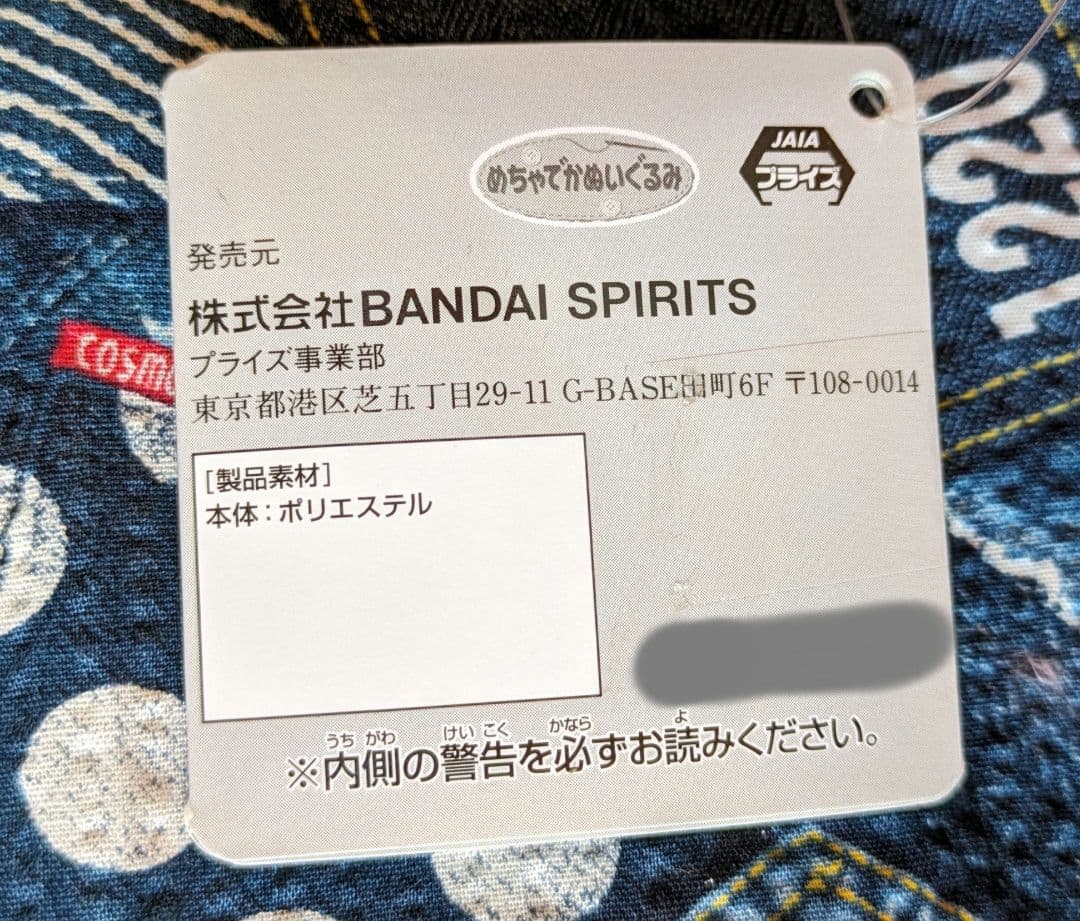 JAIA
プライズ
めちゃでかぬいぐるみ
発売元
株式会社BANDAI SPIRITS
プライズ事業部
東京都港区芝五丁目29-11 G-BASE田町6F 〒108-0014
[製品素材]
本体：ポリエステル
うち がわ けい こく かなら よ
※内側の警告を必ずお読みください。
COSM
1220